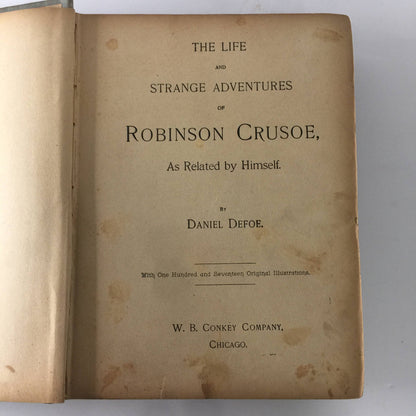 THE LIFE
AND
STRANGE ADVENTURES
OF
ROBINSON CRUSOE,
As Related by Himself.
BY
DANIEL DEFOE.
With One Hundred and Seventeen Original Illustrations.
W. B. CONKEY COMPANY,
CHICAGO.